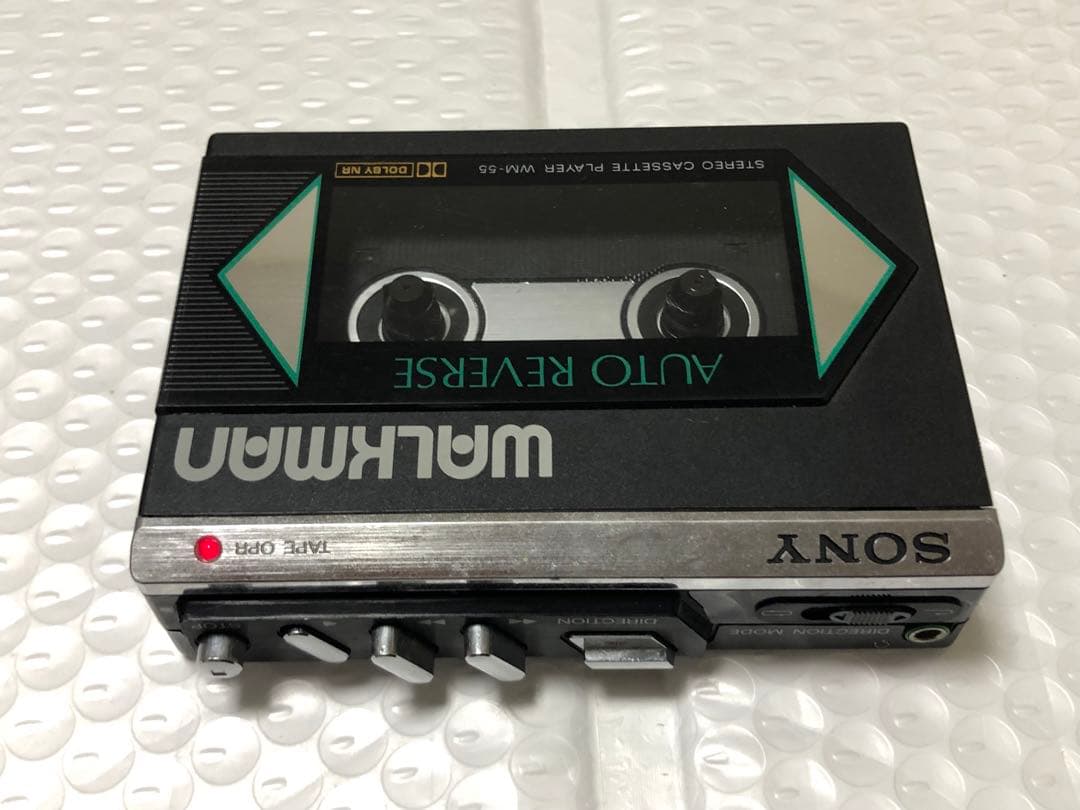 SONY
TAPE OPR
WALKMAN
AUTO REVERSE
STEREO CASSETTE PLAYER WM-55
DOLBY NR
DIRECTION MODE
DIRECTION
STOP